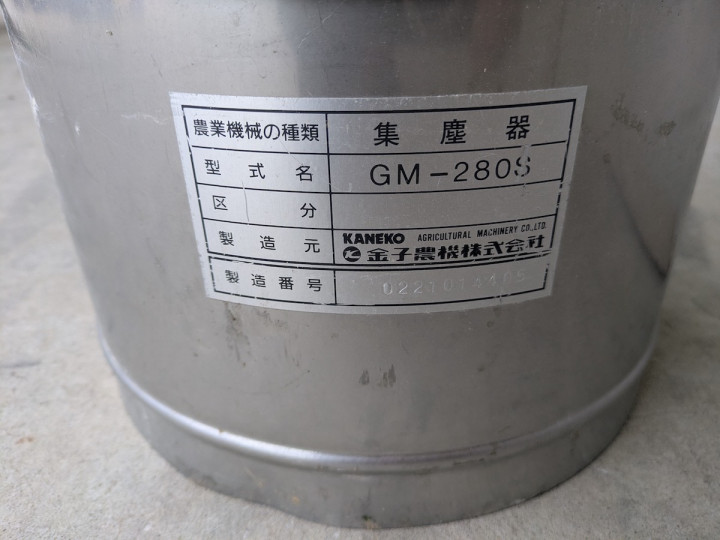 農業機械の種類 集塵器
型式名 GM-280S
区分
製造元 KANEKO AGRICULTURAL MACHINERY CO.,LTD.
金子農機株式会社
製造番号